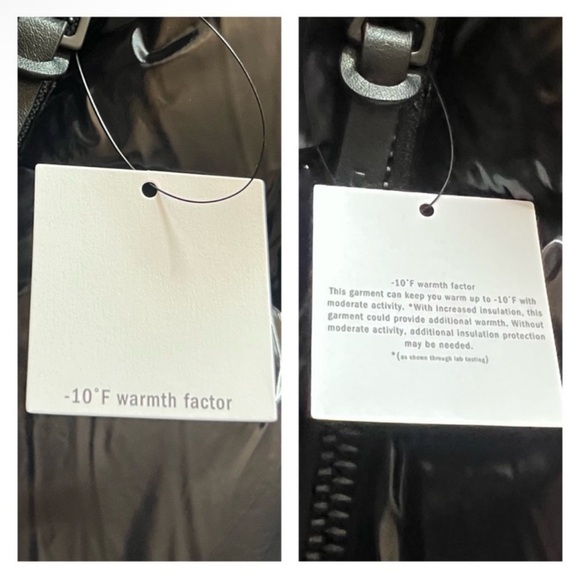 -10°F warmth factor
-10°F warmth factor
This garment can keep you warm up to -10°F with
moderate activity. *With increased insulation, this
garment could provide additional warmth. Without
moderate activity, additional insulation protection
may be needed.
*(as shown through lab testing)